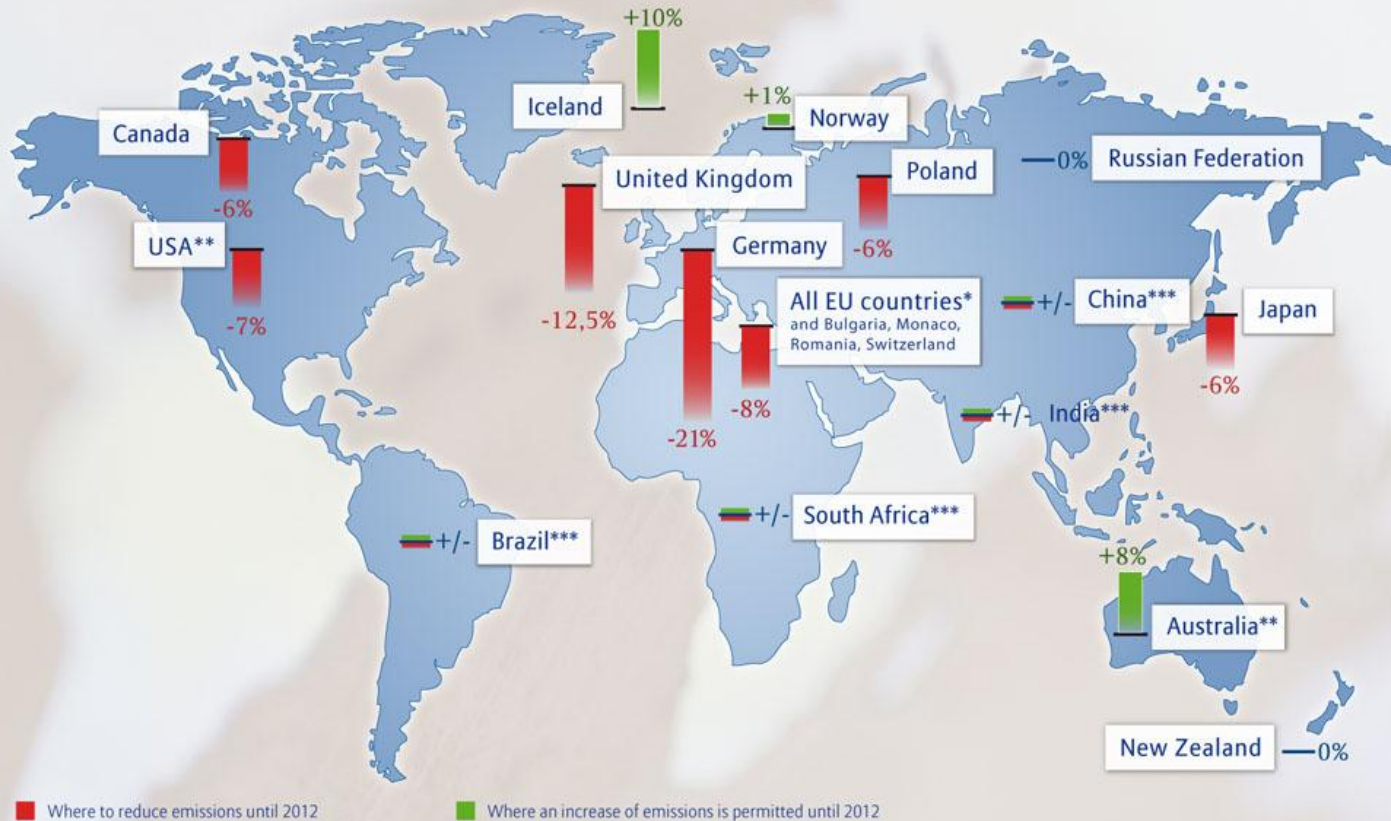 +10%
Iceland
+1%
Norway
Canada
-6%
United Kingdom
-12,5%
Poland
-6%
0% Russian Federation
USA**
-7%
Germany
-21%
All EU countries*
and Bulgaria, Monaco,
Romania, Switzerland
-8%
+/- China***
Japan
-6%
+/- India***
+/- South Africa***
+/- Brazil***
+8%
Australia**
New Zealand 0%
Where to reduce emissions until 2012
Where an increase of emissions is permitted until 2012